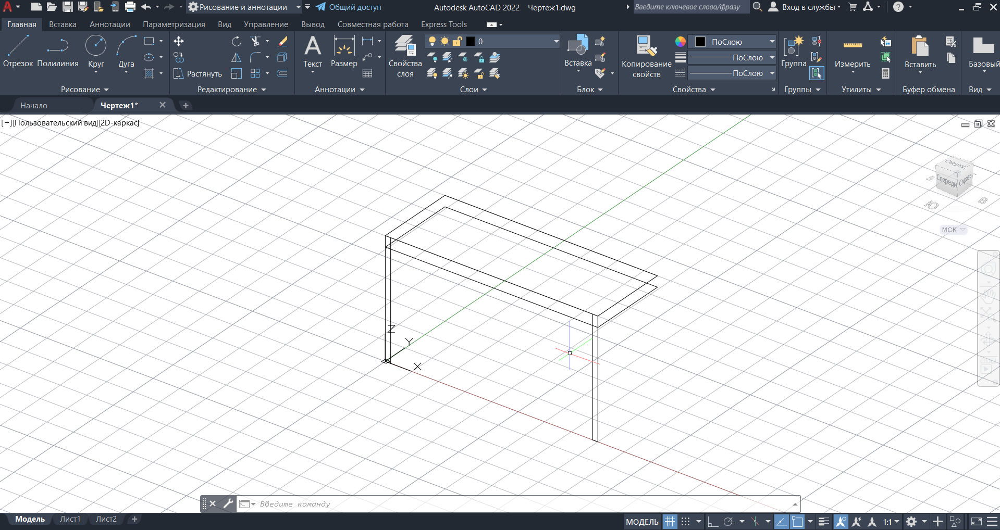 Рисование и аннотации
Общий доступ
Autodesk AutoCAD 2022 Чертеж1.dwg
Введите ключевое слово/фразу
Вход в службы
Главная Вставка Аннотации Параметризация Вид Управление Вывод Совместная работа Express Tools
Отрезок Полилиния Круг Дуга
Растянуть
Текст Размер
Свойства слоя
0
Вставка
Копирование свойств
ПоСлою
ПоСлою
ПоСлою
Группа
Измерить
Вставить
Базовый
Рисование Редактирование Аннотации Слои Блок Свойства Группы Утилиты Буфер обмена Вид
Начало Чертеж1*
[−][Пользовательский вид][2D-каркас]
Сверху
Спереди Справа
Ю В
МСК
Z
Y
X
Введите команду
Модель Лист1 Лист2
МОДЕЛЬ 1:1